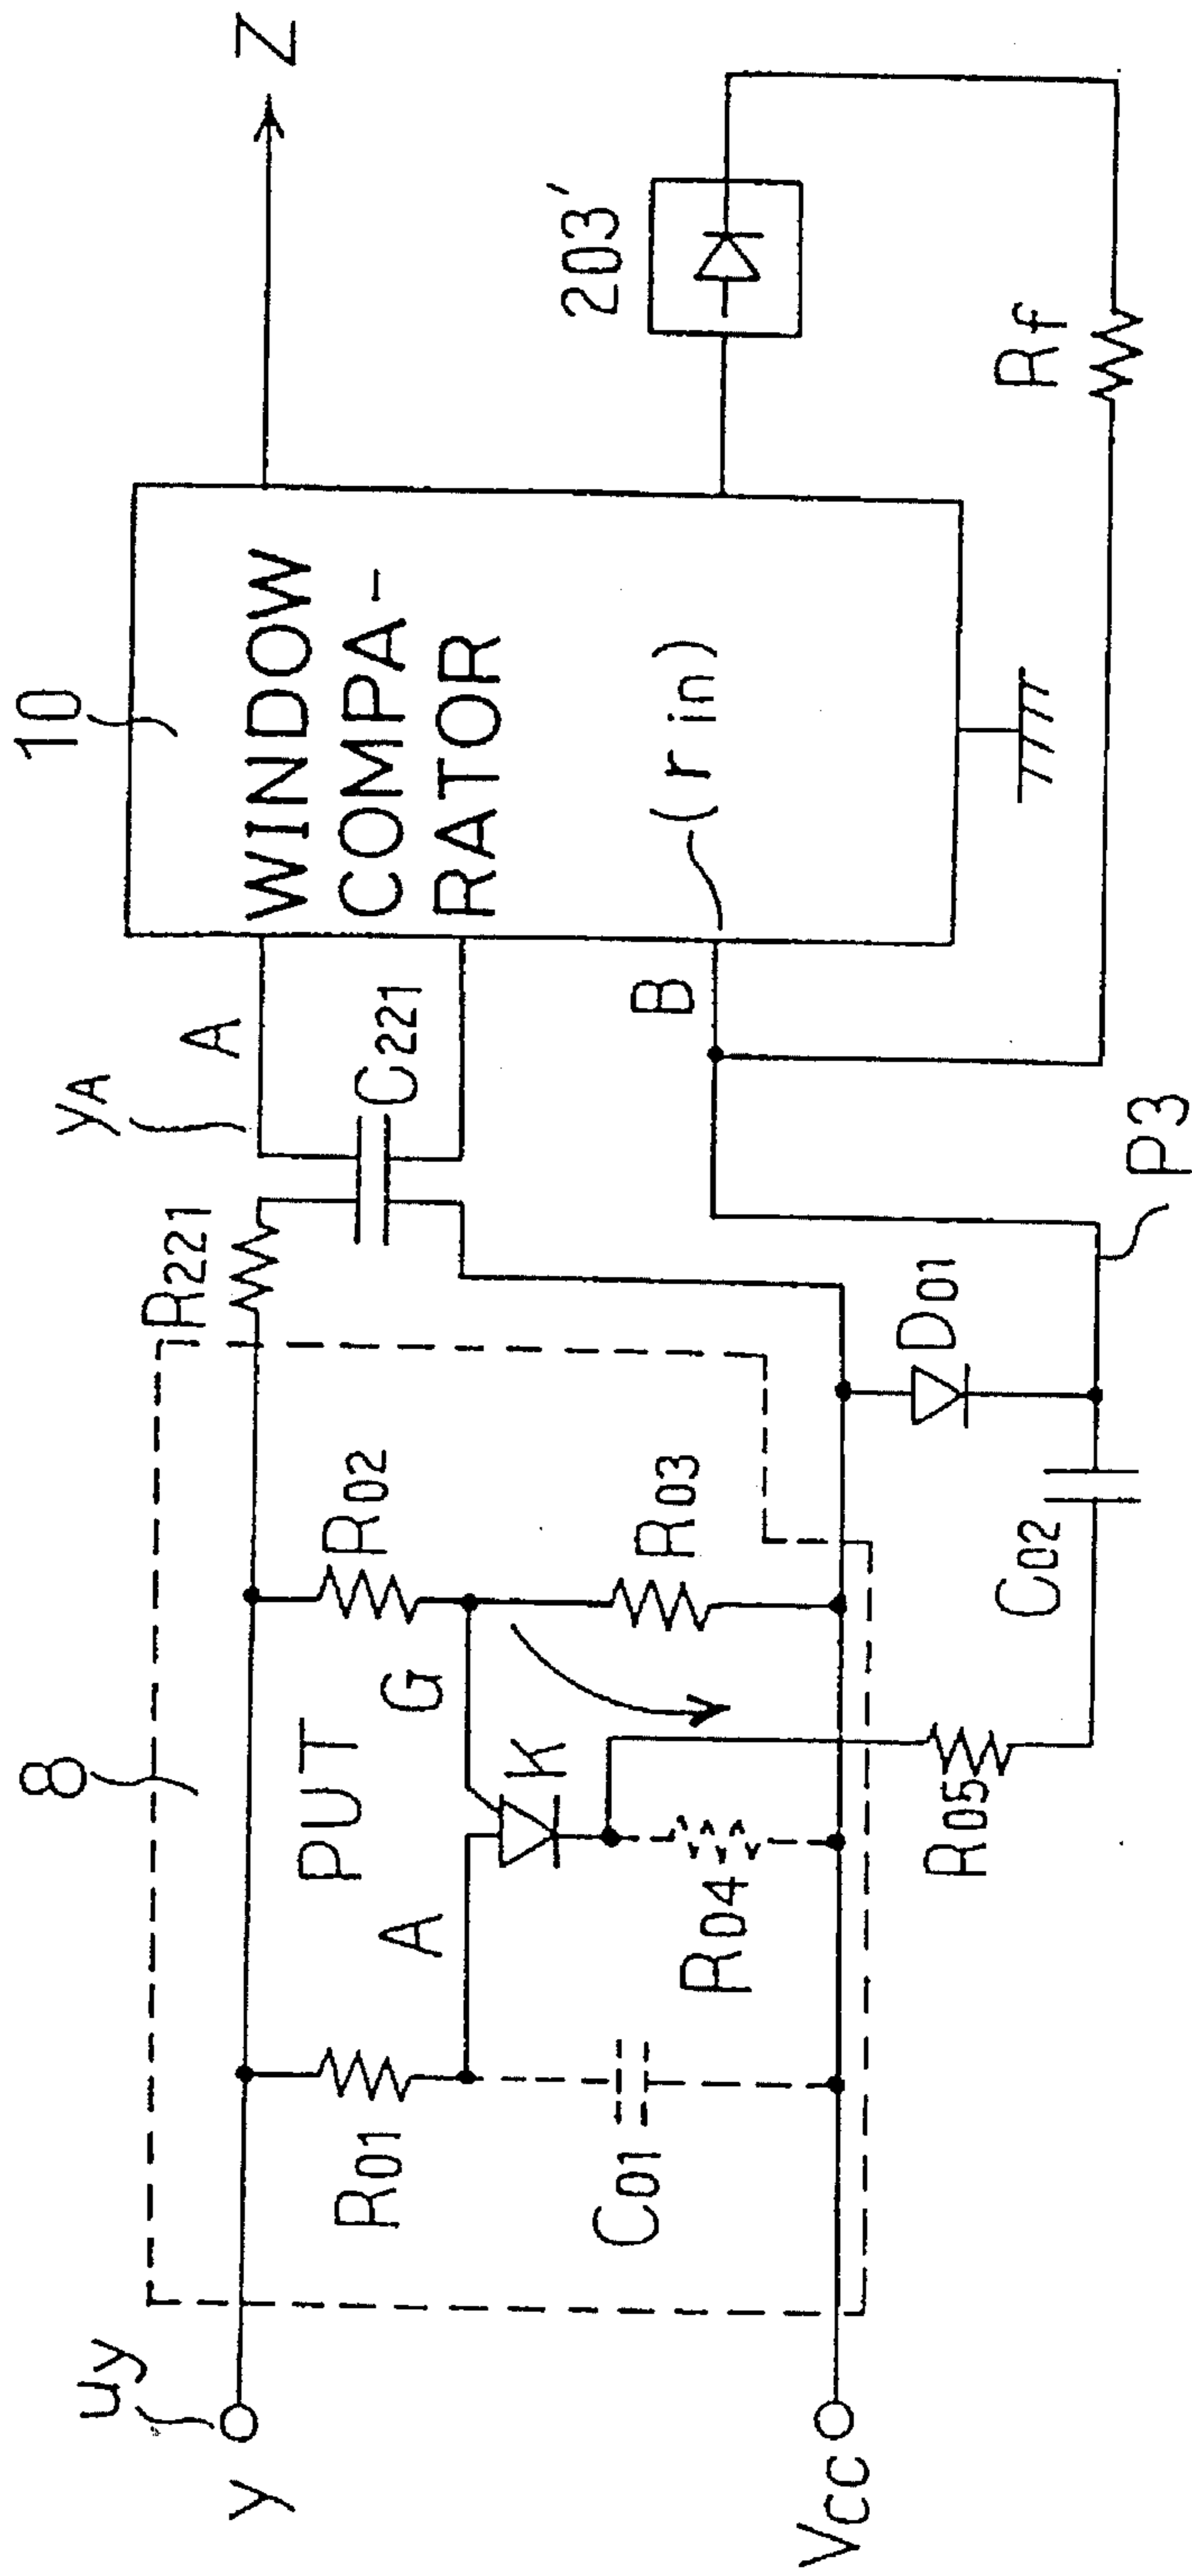 10
8
uy
y
YA
Z
R221
A
WINDOW
COMPA-
RATOR
PUT
R02
C221
203′
R01
A
G
K
R03
B
(rin)
C01
R04
Vcc
D01
Rf
R05
C02
P3